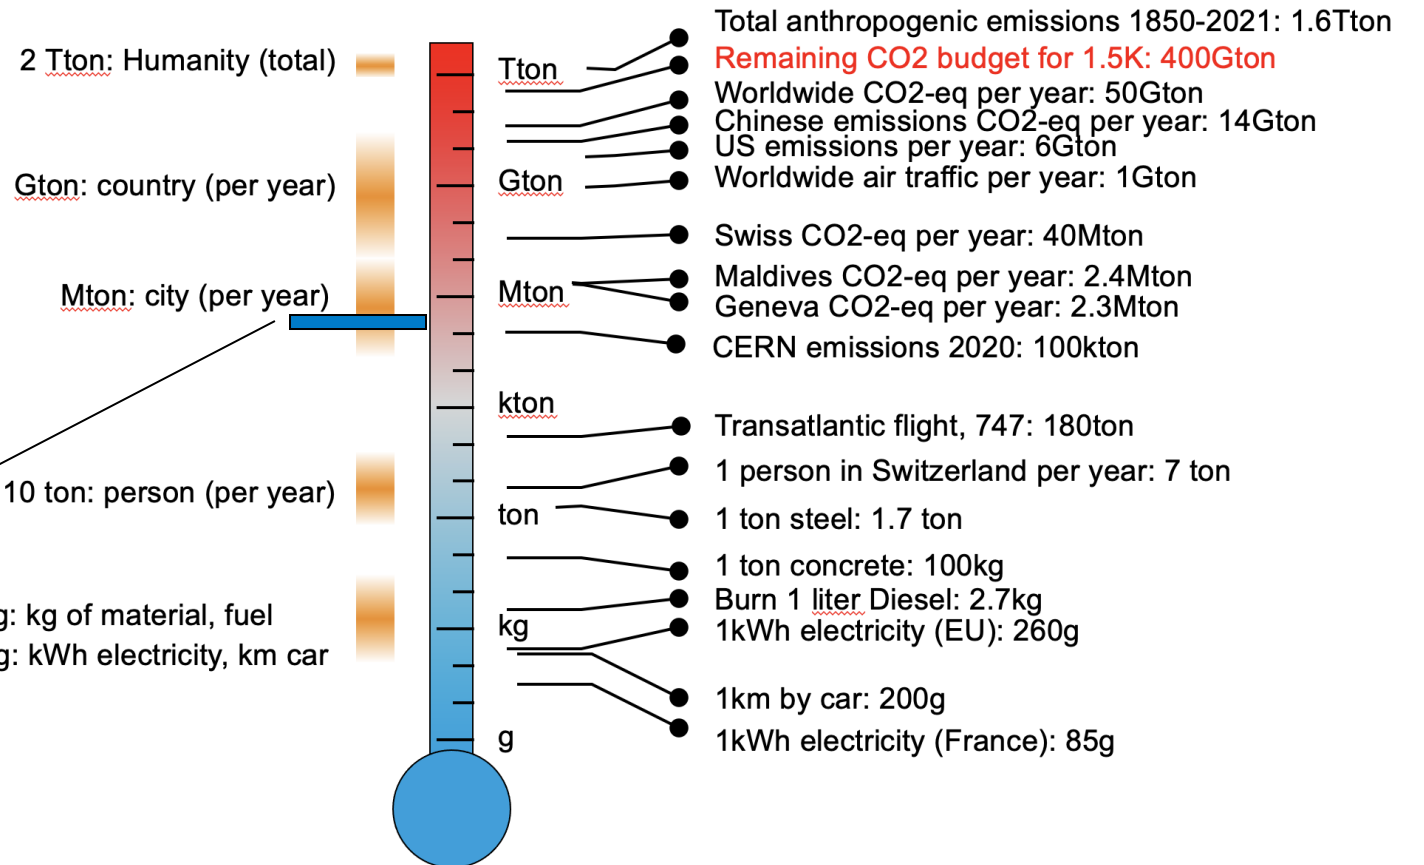 2 Tton: Humanity (total)
Gton: country (per year)
Mton: city (per year)
10 ton: person (per year)
g: kg of material, fuel
g: kWh electricity, km car
Tton
Gton
Mton
kton
ton
kg
g
Total anthropogenic emissions 1850-2021: 1.6Tton
Remaining CO2 budget for 1.5K: 400Gton
Worldwide CO2-eq per year: 50Gton
Chinese emissions CO2-eq per year: 14Gton
US emissions per year: 6Gton
Worldwide air traffic per year: 1Gton
Swiss CO2-eq per year: 40Mton
Maldives CO2-eq per year: 2.4Mton
Geneva CO2-eq per year: 2.3Mton
CERN emissions 2020: 100kton
Transatlantic flight, 747: 180ton
1 person in Switzerland per year: 7 ton
1 ton steel: 1.7 ton
1 ton concrete: 100kg
Burn 1 liter Diesel: 2.7kg
1kWh electricity (EU): 260g
1km by car: 200g
1kWh electricity (France): 85g